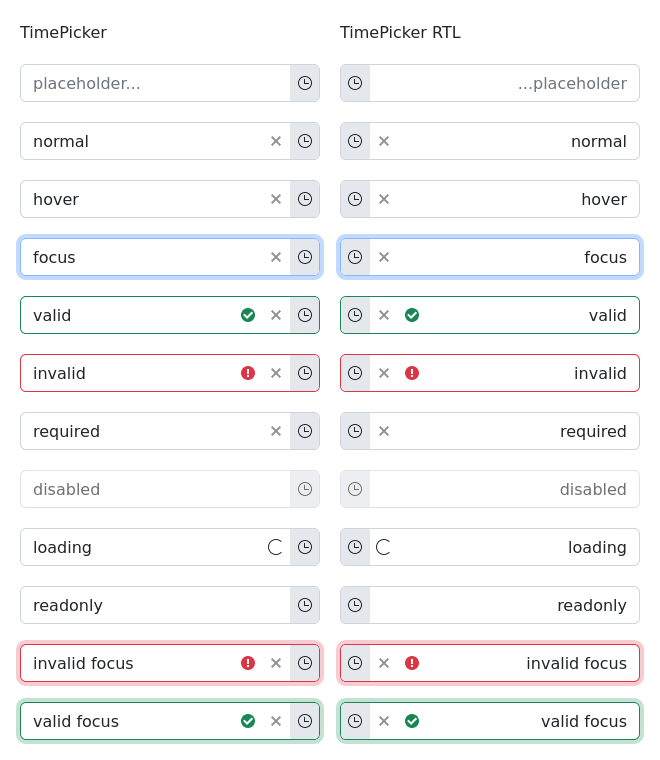 TimePicker
TimePicker RTL
placeholder...
...placeholder
normal
normal
hover
hover
focus
focus
valid
valid
invalid
invalid
required
required
disabled
disabled
loading
loading
readonly
readonly
invalid focus
invalid focus
valid focus
valid focus